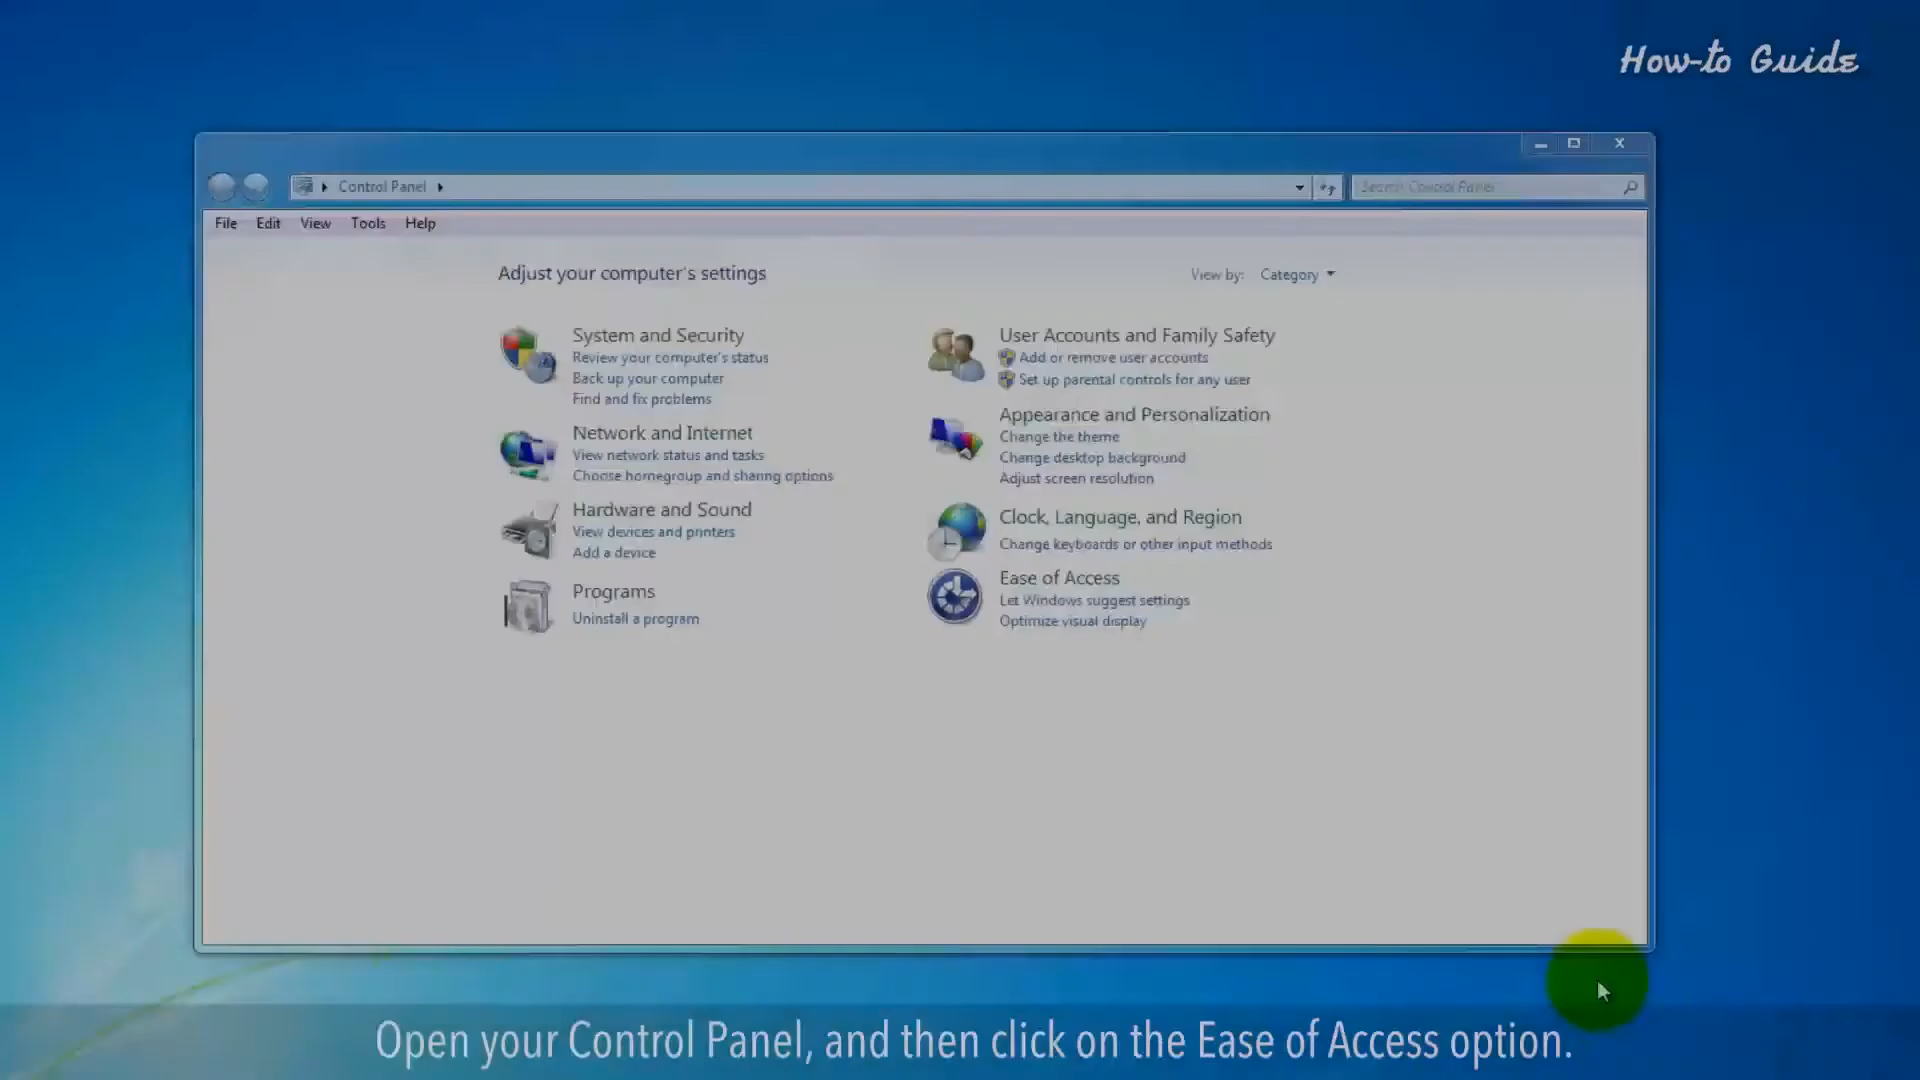 How-to Guide
Control Panel
Search Control Panel
File Edit View Tools Help
Adjust your computer's settings
View by: Category
System and Security
Review your computer's status
Back up your computer
Find and fix problems
Network and Internet
View network status and tasks
Choose homegroup and sharing options
Hardware and Sound
View devices and printers
Add a device
Programs
Uninstall a program
User Accounts and Family Safety
Add or remove user accounts
Set up parental controls for any user
Appearance and Personalization
Change the theme
Change desktop background
Adjust screen resolution
Clock, Language, and Region
Change keyboards or other input methods
Ease of Access
Let Windows suggest settings
Optimize visual display
Open your Control Panel, and then click on the Ease of Access option.